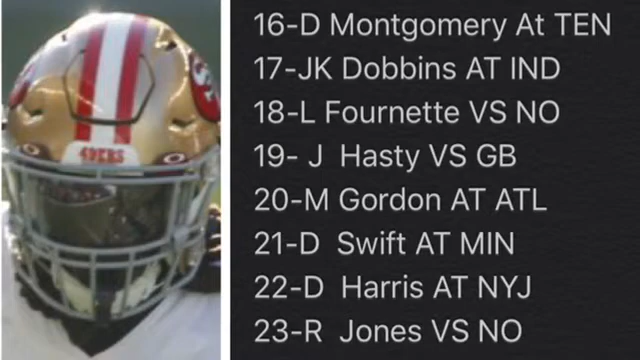 49ERS
16-D Montgomery At TEN
17-JK Dobbins AT IND
18-L Fournette VS NO
19- J  Hasty VS GB
20-M Gordon AT ATL
21-D  Swift AT MIN
22-D  Harris AT NYJ
23-R  Jones VS NO